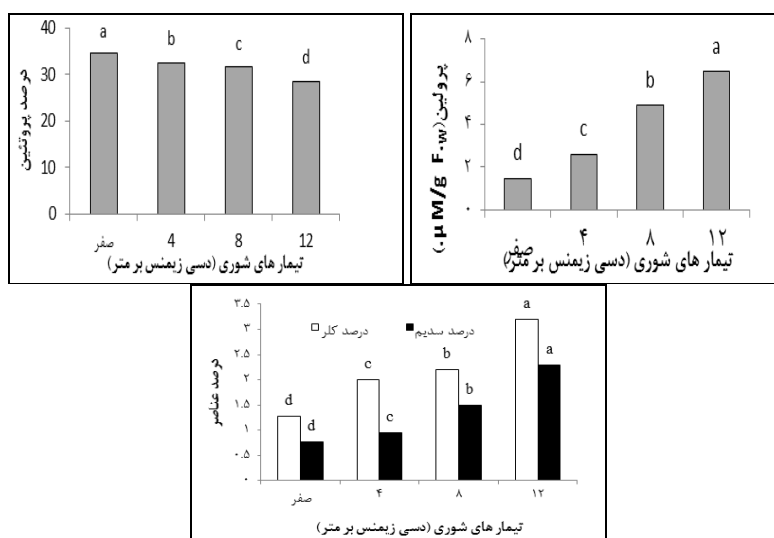 40
30
20
10
0
درصد پروتئین
a
b
c
d
صفر
4
8
12
تیمار های شوری (دسی زیمنس بر متر)
۸
۶
۴
۲
۰
پرولین(µM/g F.w.)
d
c
b
a
صفر
۴
۸
۱۲
تیمار های شوری (دسی زیمنس بر متر)
۳.۵
۳
۲.۵
۲
۱.۵
۱
۰.۵
۰
درصد عناصر
درصد کلر
درصد سدیم
d
d
c
c
b
b
a
a
صفر
۴
۸
۱۲
تیمار های شوری (دسی زیمنس بر متر)